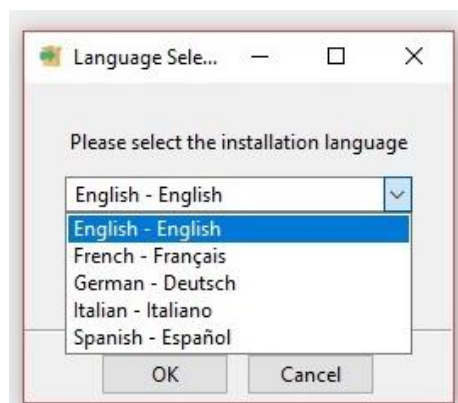 Language Sele...
Please select the installation language
English - English
English - English
French - Français
German - Deutsch
Italian - Italiano
Spanish - Español
OK Cancel